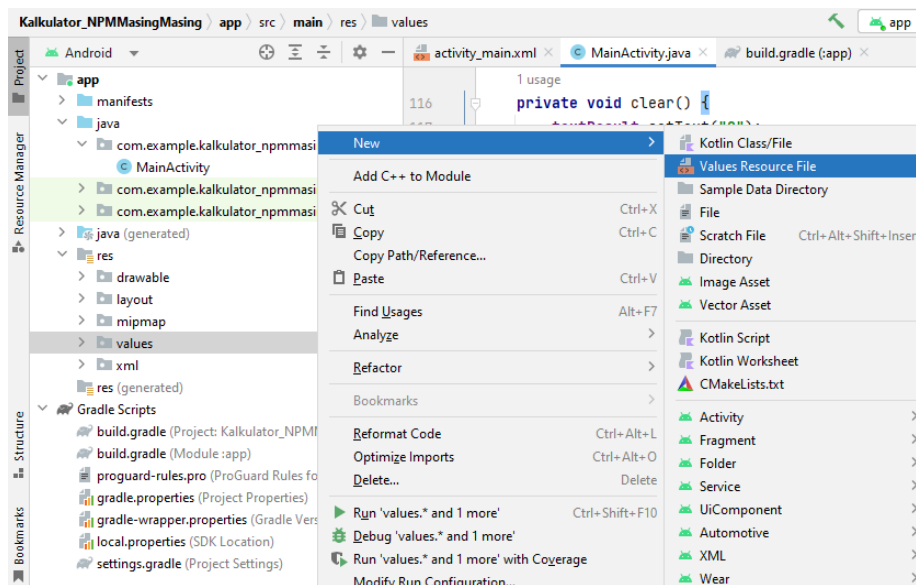 Kalkulator_NPMMasingMasing app src main res values
app
Project
Android
activity_main.xml
MainActivity.java
build.gradle (:app)
app
manifests
java
com.example.kalkulator_npmmasi
MainActivity
com.example.kalkulator_npmmasi
com.example.kalkulator_npmmasi
java (generated)
res
drawable
layout
mipmap
values
xml
res (generated)
Gradle Scripts
build.gradle (Project: Kalkulator_NPM
build.gradle (Module :app)
proguard-rules.pro (ProGuard Rules fo
gradle.properties (Project Properties)
gradle-wrapper.properties (Gradle Vers
local.properties (SDK Location)
settings.gradle (Project Settings)
Resource Manager
Structure
Bookmarks
1 usage
116 private void clear() {
New
Add C++ to Module
Cut Ctrl+X
Copy Ctrl+C
Copy Path/Reference...
Paste Ctrl+V
Find Usages Alt+F7
Analyze
Refactor
Bookmarks
Reformat Code Ctrl+Alt+L
Optimize Imports Ctrl+Alt+O
Delete... Delete
Run 'values.* and 1 more' Ctrl+Shift+F10
Debug 'values.* and 1 more'
Run 'values.* and 1 more' with Coverage
Modify Run Configuration...
Kotlin Class/File
Values Resource File
Sample Data Directory
File
Scratch File Ctrl+Alt+Shift+Inser
Directory
Image Asset
Vector Asset
Kotlin Script
Kotlin Worksheet
CMakeLists.txt
Activity
Fragment
Folder
Service
UiComponent
Automotive
XML
Wear